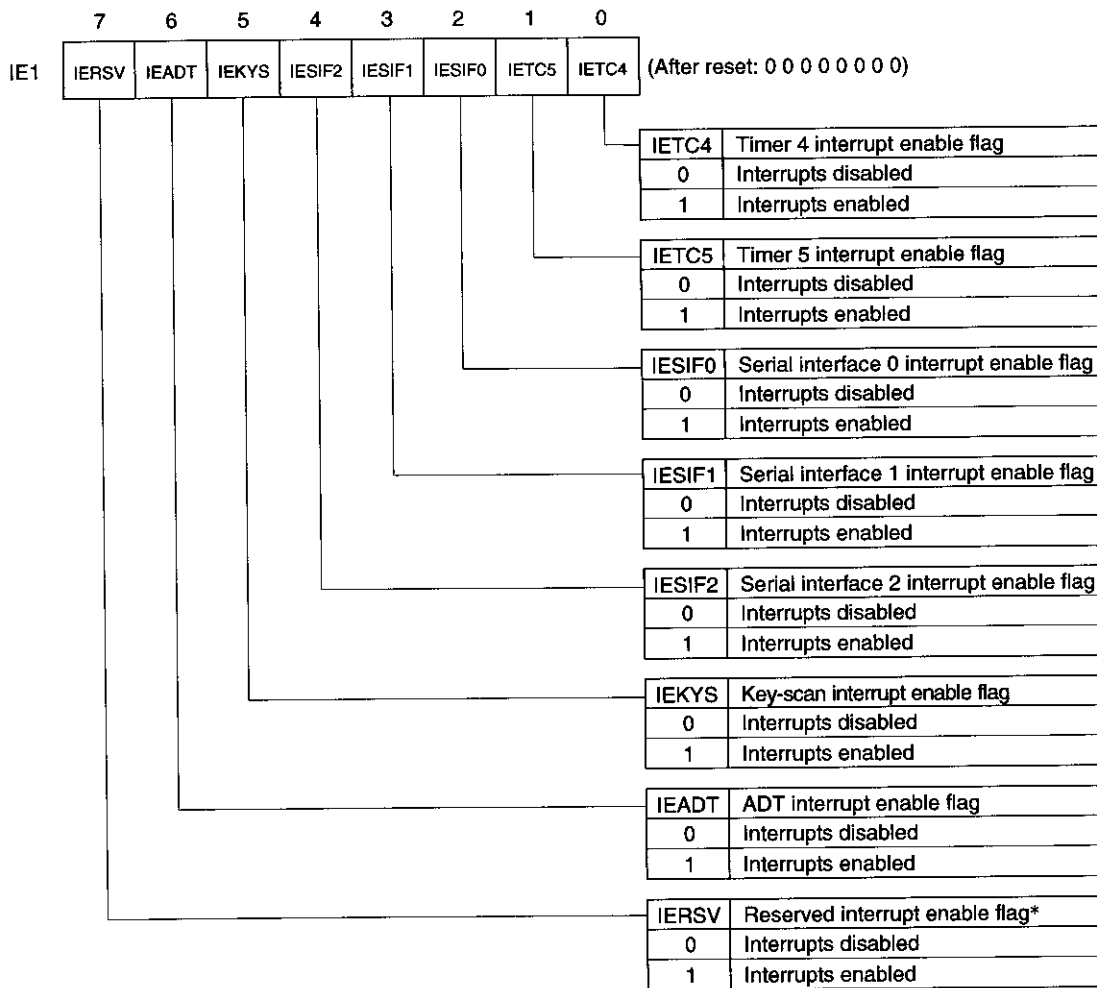 7 6 5 4 3 2 1 0
IE1 IERSV IEADT IEKYS IESIF2 IESIF1 IESIF0 IETC5 IETC4 (After reset: 0 0 0 0 0 0 0 0)
IETC4 Timer 4 interrupt enable flag
0 Interrupts disabled
1 Interrupts enabled
IETC5 Timer 5 interrupt enable flag
0 Interrupts disabled
1 Interrupts enabled
IESIF0 Serial interface 0 interrupt enable flag
0 Interrupts disabled
1 Interrupts enabled
IESIF1 Serial interface 1 interrupt enable flag
0 Interrupts disabled
1 Interrupts enabled
IESIF2 Serial interface 2 interrupt enable flag
0 Interrupts disabled
1 Interrupts enabled
IEKYS Key-scan interrupt enable flag
0 Interrupts disabled
1 Interrupts enabled
IEADT ADT interrupt enable flag
0 Interrupts disabled
1 Interrupts enabled
IERSV Reserved interrupt enable flag*
0 Interrupts disabled
1 Interrupts enabled